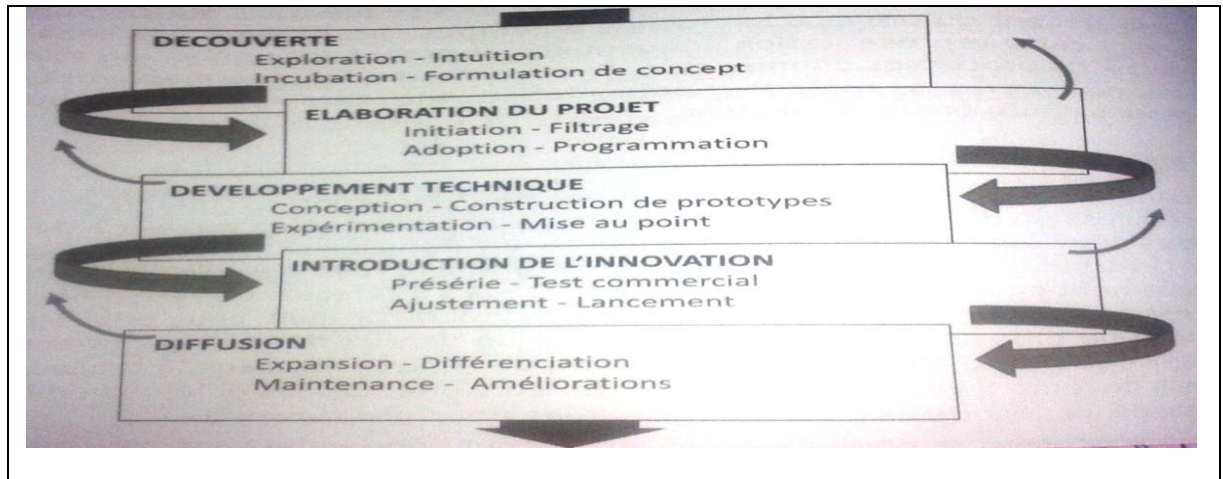 DECOUVERTE
Exploration - Intuition
Incubation - Formulation de concept
ELABORATION DU PROJET
Initiation - Filtrage
Adoption - Programmation
DEVELOPPEMENT TECHNIQUE
Conception - Construction de prototypes
Expérimentation - Mise au point
INTRODUCTION DE L'INNOVATION
Présérie - Test commercial
Ajustement - Lancement
DIFFUSION
Expansion - Différenciation
Maintenance - Améliorations